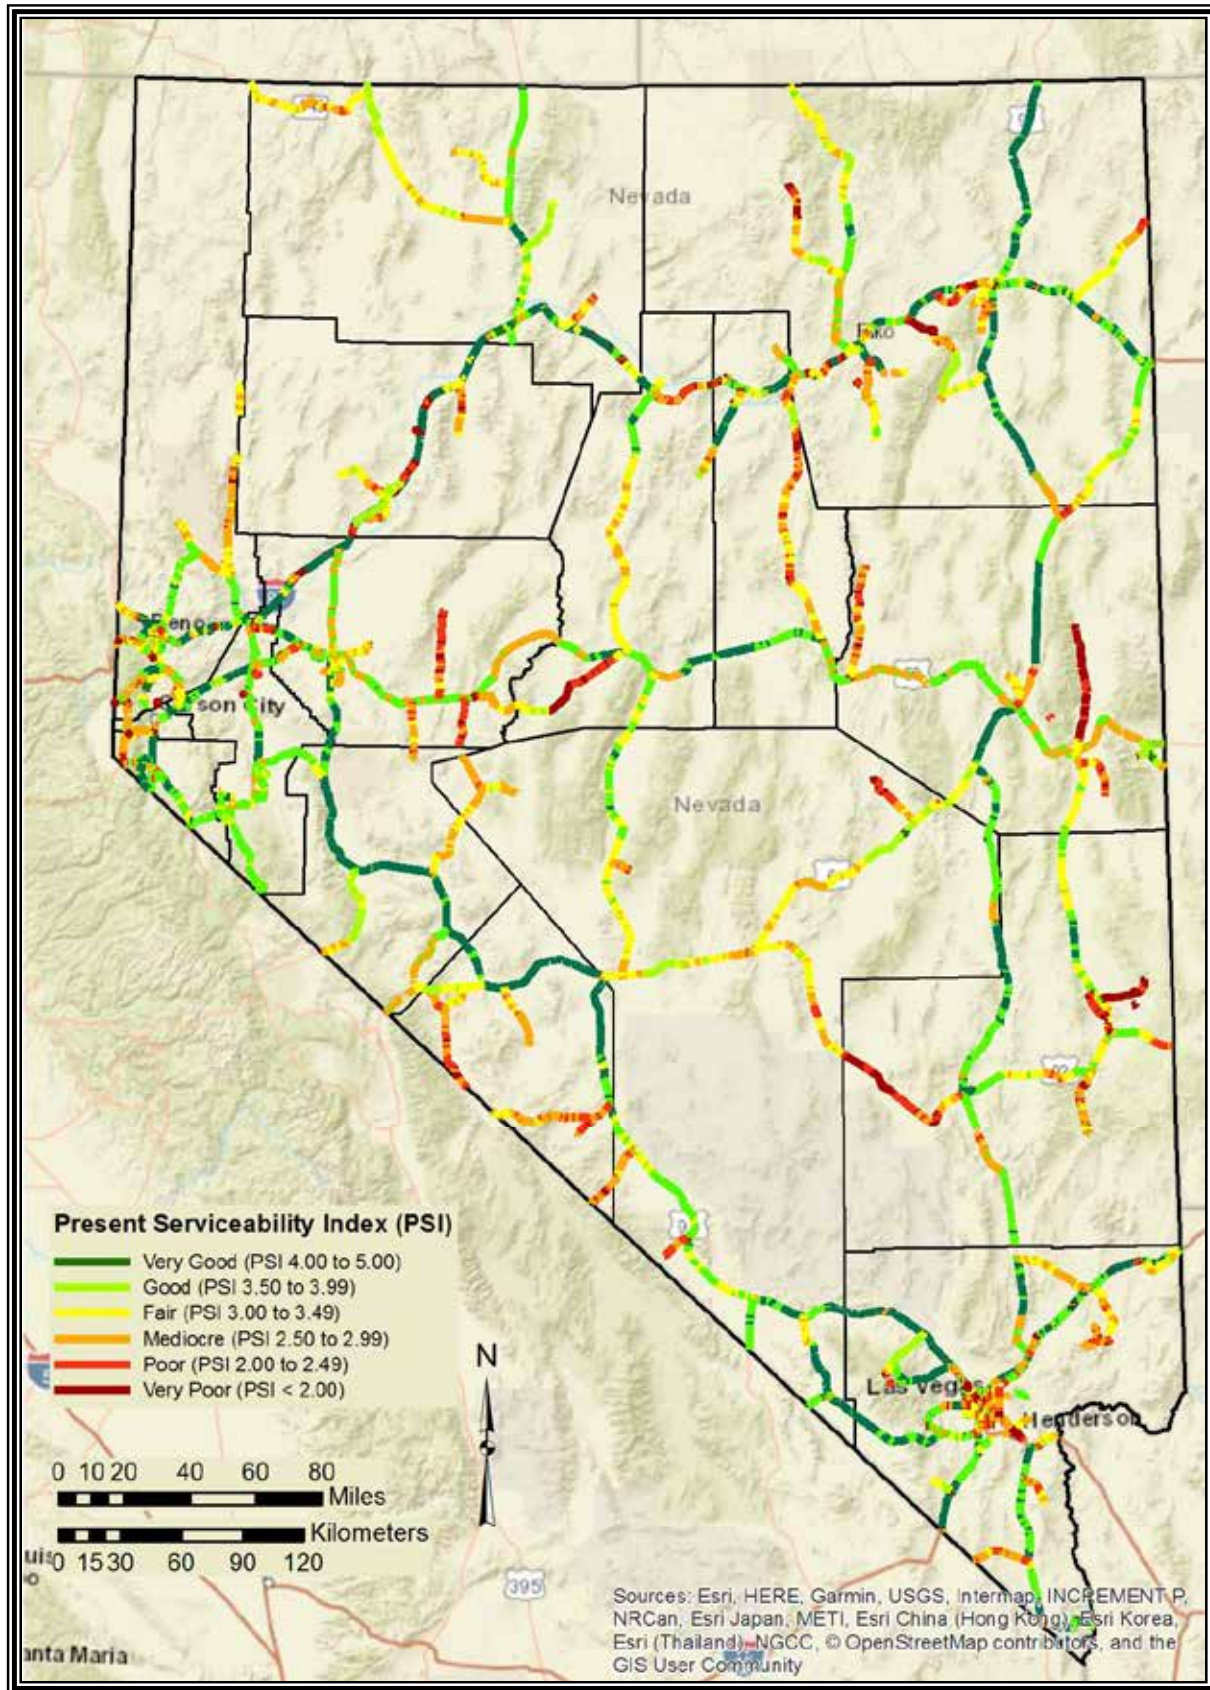 Nevada
Elko
Reno
son City
Nevada
Present Serviceability Index (PSI)
Very Good (PSI 4.00 to 5.00)
Good (PSI 3.50 to 3.99)
Fair (PSI 3.00 to 3.49)
Mediocre (PSI 2.50 to 2.99)
Poor (PSI 2.00 to 2.49)
Very Poor (PSI < 2.00)
N
Las Vegas
Henderson
0 10 20 40 60 80
Miles
Kilometers
0 15 30 60 90 120
395
Sources: Esri, HERE, Garmin, USGS, Intermap, INCREMENT P,
NRCan, Esri Japan, METI, Esri China (Hong Kong), Esri Korea,
Esri (Thailand), NGCC, © OpenStreetMap contributors, and the
GIS User Community
anta Maria